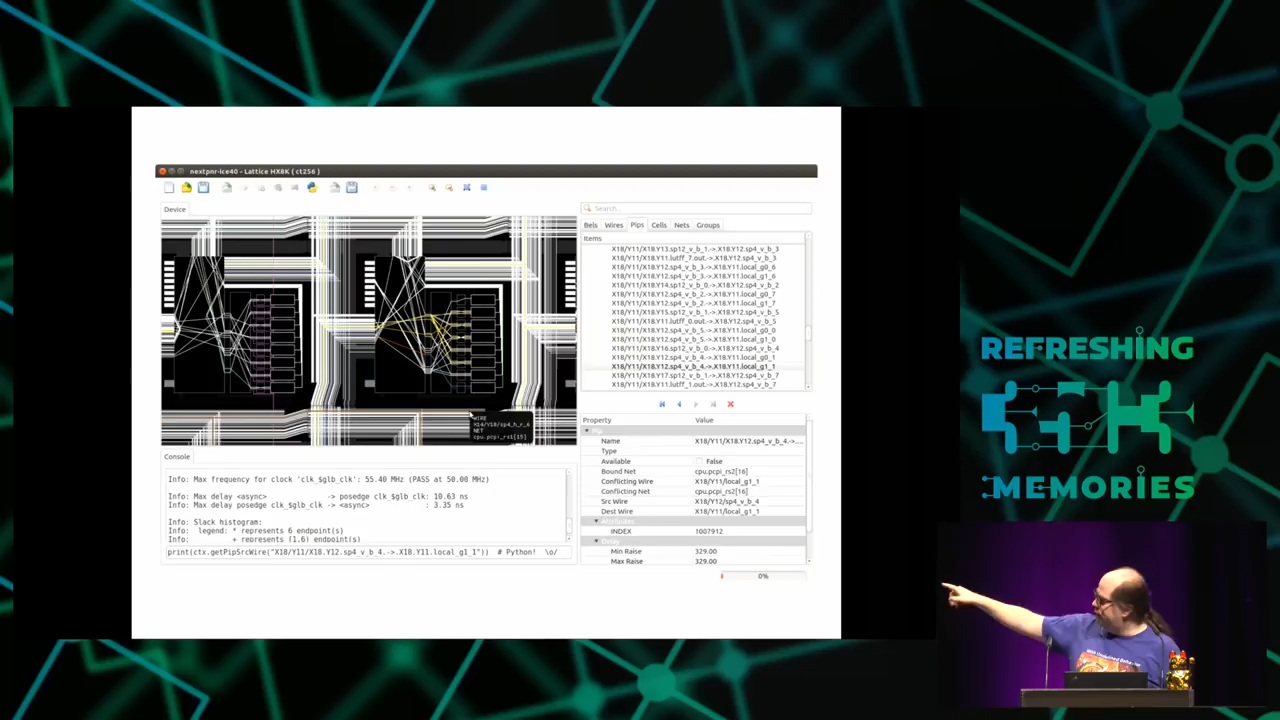 nextpnr-ice40 - Lattice HX8K ( ct256 )
Device
Search...
Bels Wires Pips Cells Nets Groups
Items
X18/Y11/X18.Y13.sp12_v_b_1.->.X18.Y12.sp4_v_b_3
X18/Y11/X18.Y11.lutff_7.out.->.X18.Y12.sp4_v_b_3
X18/Y11/X18.Y12.sp4_v_b_3.->.X18.Y11.local_g0_6
X18/Y11/X18.Y12.sp4_v_b_3.->.X18.Y11.local_g1_6
X18/Y11/X18.Y14.sp12_v_b_0.->.X18.Y12.sp4_v_b_2
X18/Y11/X18.Y12.sp4_v_b_2.->.X18.Y11.local_g0_7
X18/Y11/X18.Y12.sp4_v_b_2.->.X18.Y11.local_g1_7
X18/Y11/X18.Y15.sp12_v_b_1.->.X18.Y12.sp4_v_b_5
X18/Y11/X18.Y11.lutff_0.out.->.X18.Y12.sp4_v_b_5
X18/Y11/X18.Y12.sp4_v_b_5.->.X18.Y11.local_g0_0
X18/Y11/X18.Y12.sp4_v_b_5.->.X18.Y11.local_g1_0
X18/Y11/X18.Y16.sp12_v_b_0.->.X18.Y12.sp4_v_b_4
X18/Y11/X18.Y12.sp4_v_b_4.->.X18.Y11.local_g0_1
X18/Y11/X18.Y12.sp4_v_b_4.->.X18.Y11.local_g1_1
X18/Y11/X18.Y17.sp12_v_b_1.->.X18.Y12.sp4_v_b_7
X18/Y11/X18.Y11.lutff_1.out.->.X18.Y12.sp4_v_b_7
WIRE
X14/Y18/sp4_h_r_6
NET
cpu.pcpi_rs1[13]
Property Value
Name X18/Y11/X18.Y12.sp4_v_b_4.->....
Type
Available False
Bound Net cpu.pcpi_rs2[16]
Conflicting Wire X18/Y11/local_g1_1
Conflicting Net cpu.pcpi_rs2[16]
Src Wire X18/Y12/sp4_v_b_4
Dest Wire X18/Y11/local_g1_1
Attributes
INDEX 1007912
Delay
Min Raise 329.00
Max Raise 329.00
0%
Console
Info: Max frequency for clock 'clk_$glb_clk': 55.40 MHz (PASS at 50.00 MHz)
Info: Max delay <async> -> posedge clk_$glb_clk: 10.63 ns
Info: Max delay posedge clk_$glb_clk -> <async> : 3.35 ns
Info: Slack histogram:
Info: legend: * represents 6 endpoint(s)
Info: + represents [1,6) endpoint(s)
print(ctx.getPipSrcWire("X18/Y11/X18.Y12.sp4_v_b_4.->.X18.Y11.local_g1_1")) # Python! \o/
REFRESHING
MEMORIES